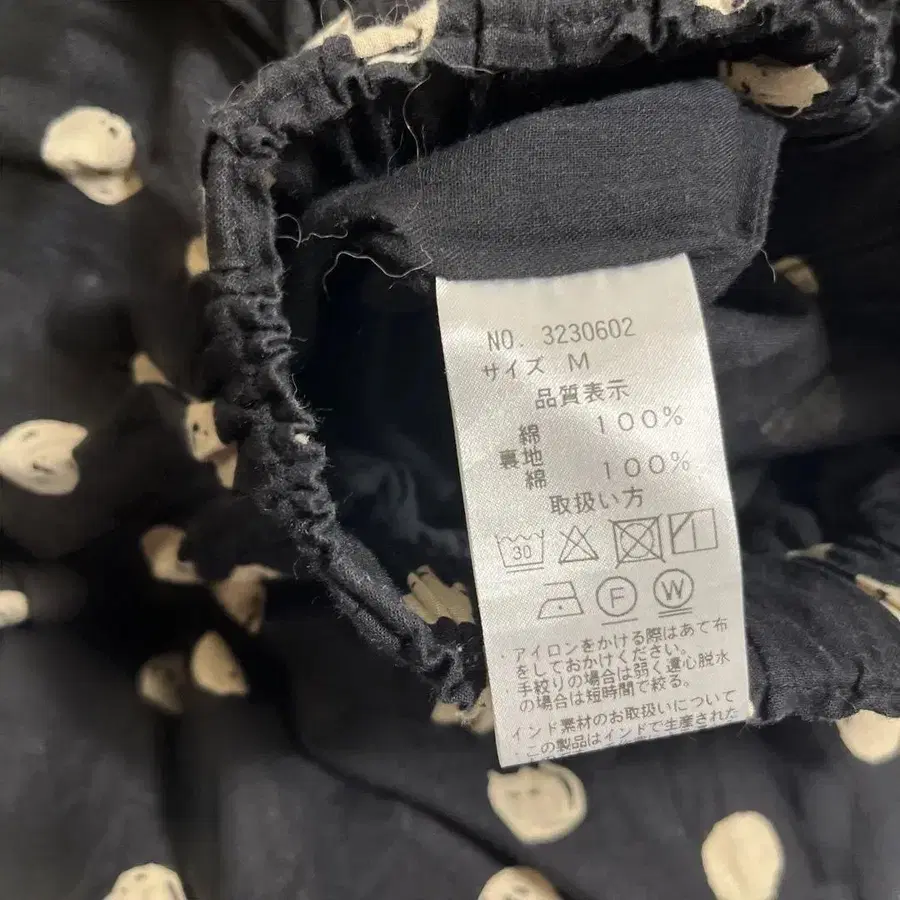 NO. 3230602
サイズ M
品質表示
綿 100%
裏地
綿 100%
取扱い方
30
F W
・アイロンをかける際はあて布
をしておかけください。
手絞りの場合は弱く遠心脱水
の場合は短時間で絞る。
インド素材のお取扱いについて
・この製品はインドで生産された